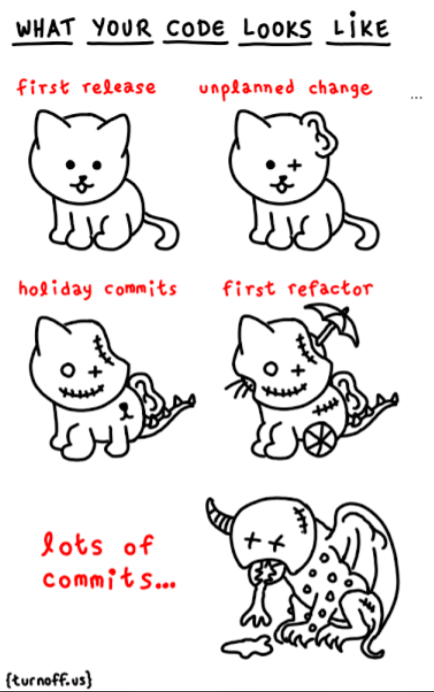 WHAT YOUR CODE LOOKS LiKE
first release
unplanned change
...
holiday commits
first refactor
lots of
commits...
{turnoff.us}